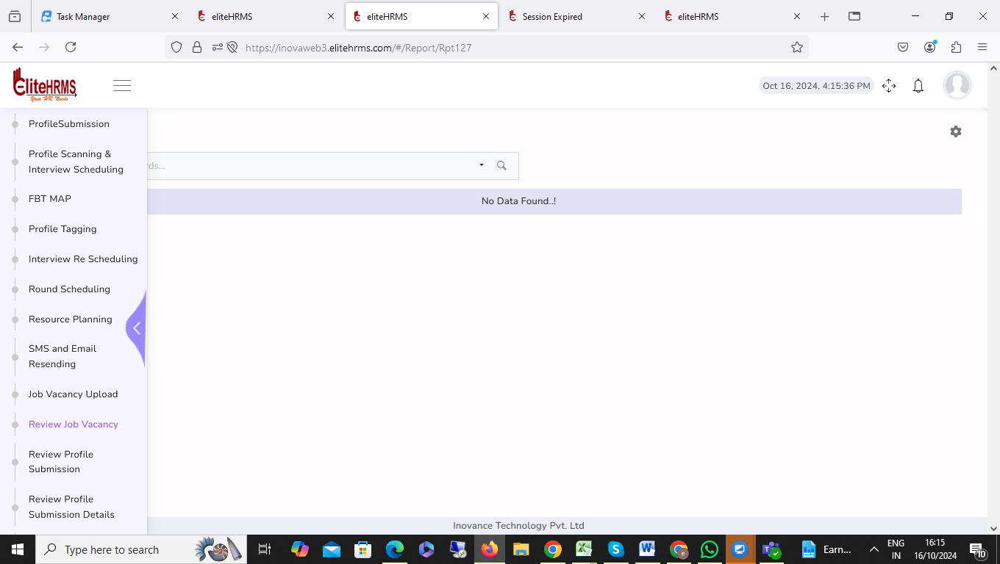 Task Manager
eliteHRMS
eliteHRMS
Session Expired
eliteHRMS
https://inovaweb3.elitehrms.com/#/Report/Rpt127
EliteHRMS
Your HR Needs
Oct 16, 2024, 4:15:36 PM
ProfileSubmission
Profile Scanning &
Interview Scheduling
rds...
No Data Found..!
FBT MAP
Profile Tagging
Interview Re Scheduling
Round Scheduling
Resource Planning
SMS and Email
Resending
Job Vacancy Upload
Review Job Vacancy
Review Profile
Submission
Review Profile
Submission Details
Inovance Technology Pvt. Ltd
Type here to search
Earn...
ENG
IN
16:15
16/10/2024
10